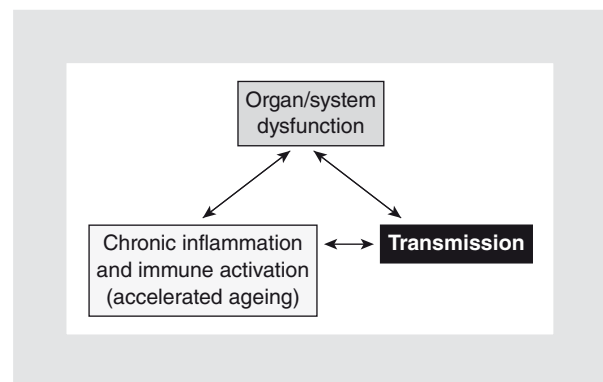 Organ/system
dysfunction
Chronic inflammation
and immune activation
(accelerated ageing)
Transmission